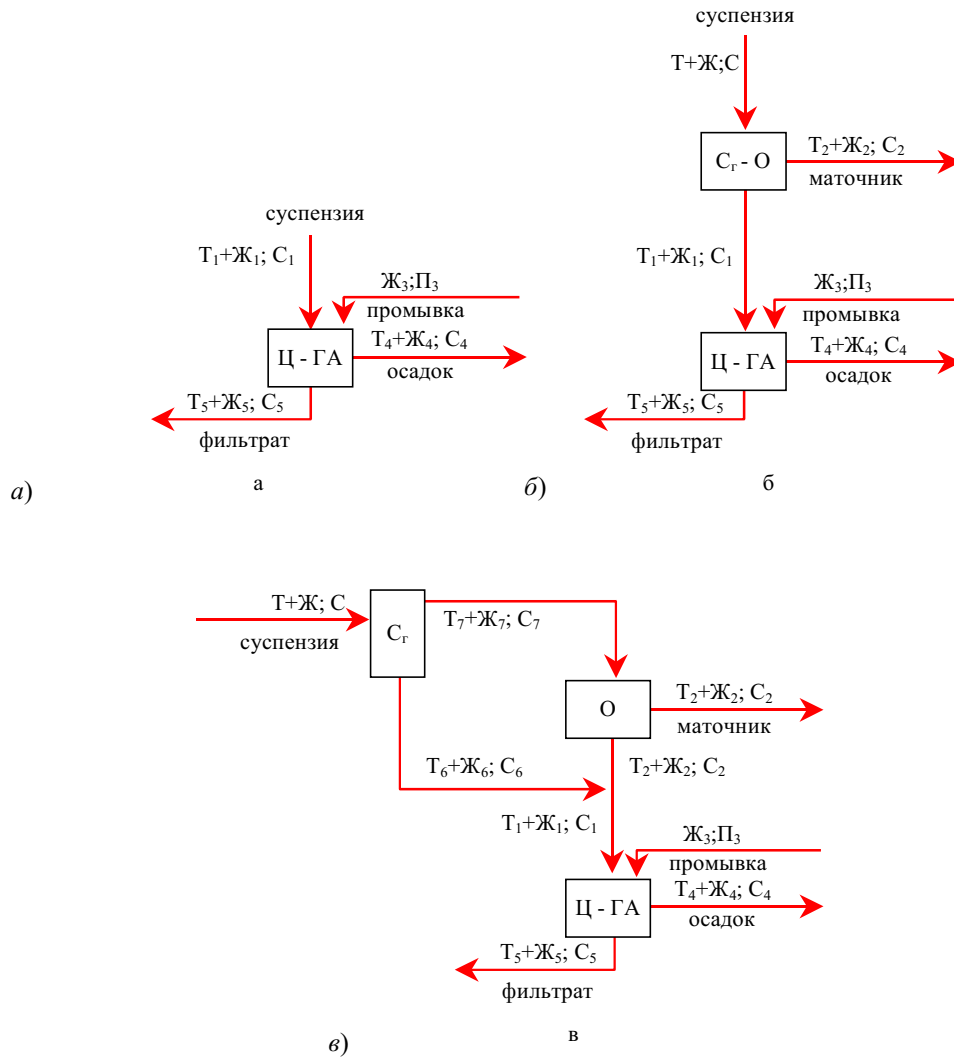 суспензия
Т₁+Ж₁; С₁
Ж₃;П₃
промывка
Ц - ГА
Т₄+Ж₄; С₄
осадок
Т₅+Ж₅; С₅
фильтрат
а)
а
суспензия
Т+Ж;С
Сг - О
Т₂+Ж₂; С₂
маточник
Т₁+Ж₁; С₁
Ж₃;П₃
промывка
Ц - ГА
Т₄+Ж₄; С₄
осадок
Т₅+Ж₅; С₅
фильтрат
б)
б
Т+Ж; С
суспензия
Сг
Т₇+Ж₇; С₇
О
Т₂+Ж₂; С₂
маточник
Т₆+Ж₆; С₆
Т₂+Ж₂; С₂
Т₁+Ж₁; С₁
Ж₃;П₃
промывка
Ц - ГА
Т₄+Ж₄; С₄
осадок
Т₅+Ж₅; С₅
фильтрат
в)
в